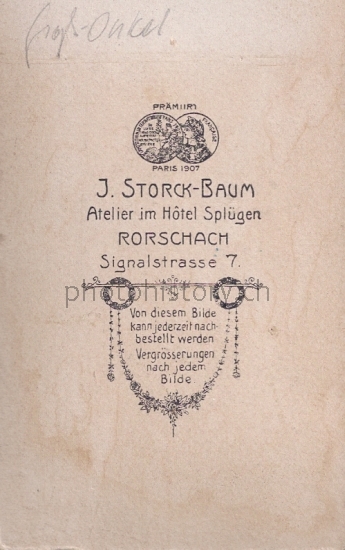 Groß-Onkel
PRÄMIIRT
PARIS 1907
J. STORCK-BAUM
Atelier im Hôtel Splügen
RORSCHACH
Signalstrasse 7.
photohistory.ch
Von diesem Bilde
kann jederzeit nach-
bestellt werden
Vergrösserungen
nach jedem
Bilde